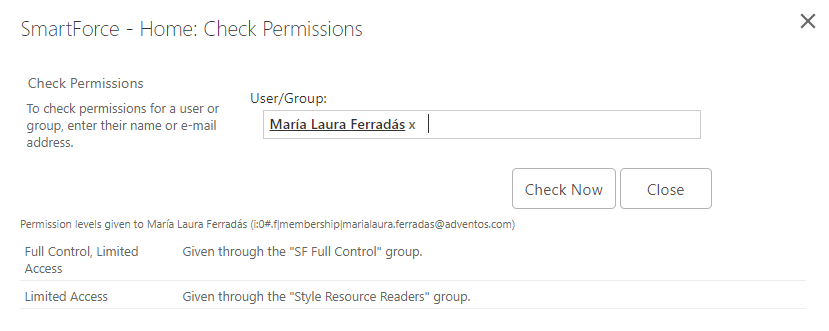 SmartForce - Home: Check Permissions
Check Permissions
To check permissions for a user or
group, enter their name or e-mail
address.
User/Group:
María Laura Ferradás x
Check Now
Close
Permission levels given to María Laura Ferradás (i:0#.f|membership|marialaura.ferradas@adventos.com)
Full Control, Limited
Access
Given through the "SF Full Control" group.
Limited Access
Given through the "Style Resource Readers" group.